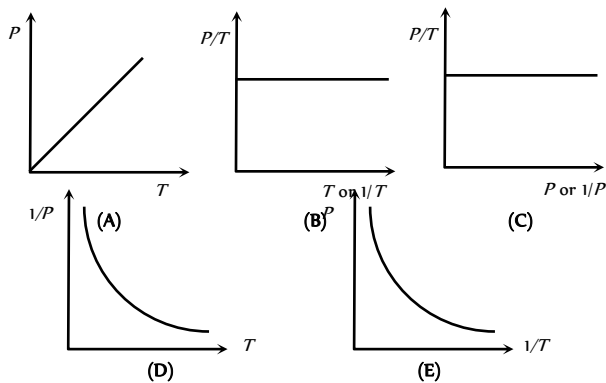 P
T
(A)
P/T
T or 1/T
(B)
P/T
P or 1/P
(C)
1/P
T
(D)
P
1/T
(E)